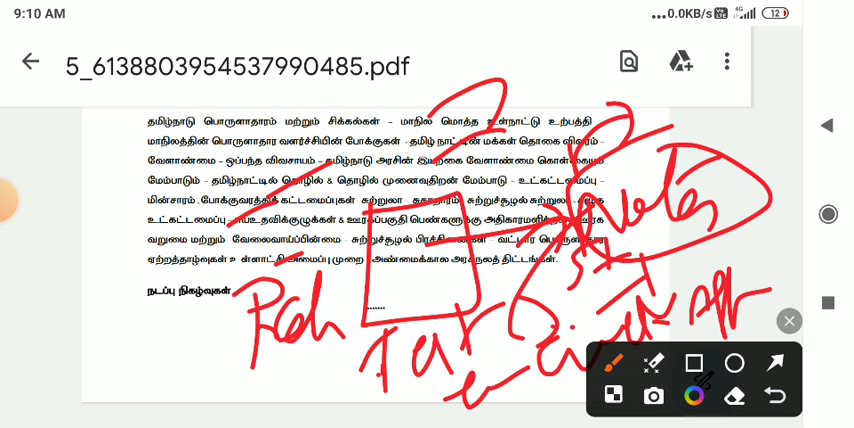 9:10 AM
...0.0KB/s 4G 12
5_6138803954537990485.pdf
தமிழ்நாடு பொருளாதாரம் மற்றும் சிக்கல்கள் – மாநில மொத்த உள்நாட்டு உற்பத்தி
மாநிலத்தின் பொருளாதார வளர்ச்சியின் போக்குகள் - தமிழ் நாட்டின் மக்கள் தொகை விவரம் –
வேளாண்மை – ஒப்பந்த விவசாயம் – தமிழ்நாடு அரசின் இயற்கை வேளாண்மை கொள்கையும்
மேம்பாடும் – தமிழ்நாட்டில் தொழில் & தொழில் முனைவுதிறன் மேம்பாடு – உட்கட்டமைப்பு –
மின்சாரம், போக்குவரத்துக் கட்டமைப்புகள் சுற்றுலா – சுகாதாரம் சுற்றுச்சூழல் சுற்றுலா
உட்கட்டமைப்பு – சுயஉதவிக்குழுக்கள் & ஊரகப்பகுதி பெண்களுக்கு அதிகாரமளித்தல் ஊரக
வறுமை மற்றும் வேலைவாய்ப்பின்மை – சுற்றுச்சூழல் பிரச்சினைகள் – வட்டார பொருளாதார
ஏற்றத்தாழ்வுகள் உள்ளாட்சி அமைப்பு முறை அண்மைக்கால அரசுநலத் திட்டங்கள்.
நடப்பு நிகழ்வுகள்